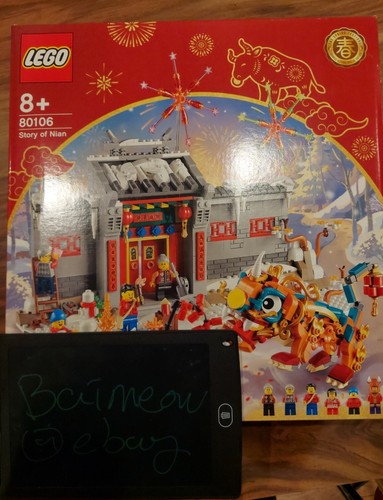 LEGO
春
8+
80106
Story of Nian
Baimeow
@ebay